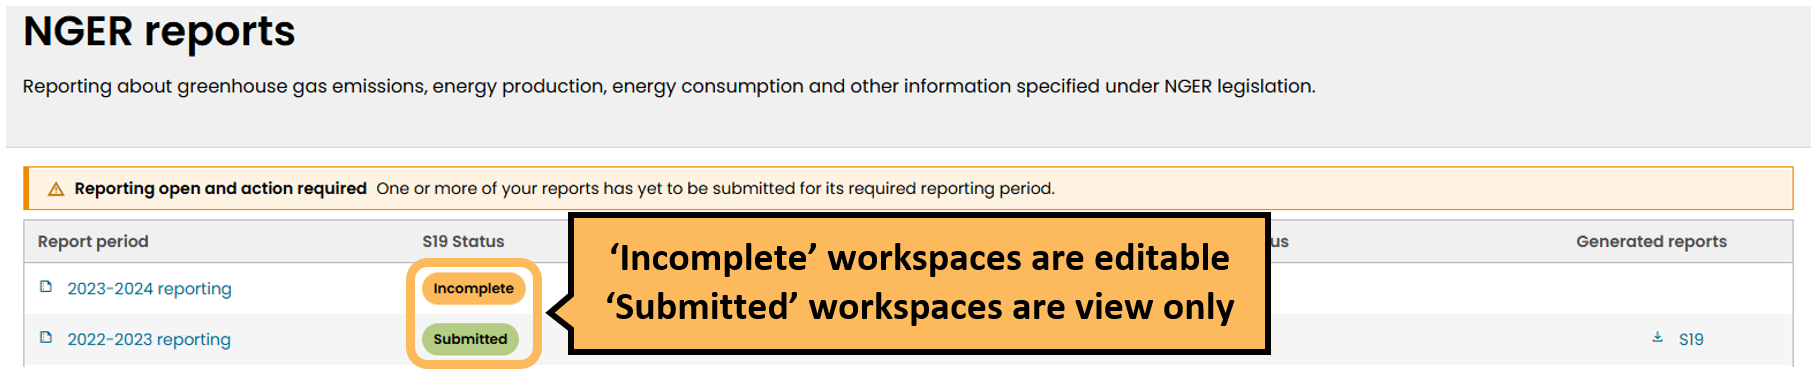 NGER reports
Reporting about greenhouse gas emissions, energy production, energy consumption and other information specified under NGER legislation.
Reporting open and action required One or more of your reports has yet to be submitted for its required reporting period.
Report period S19 Status us Generated reports
‘Incomplete’ workspaces are editable
2023-2024 reporting Incomplete
‘Submitted’ workspaces are view only
2022-2023 reporting Submitted S19